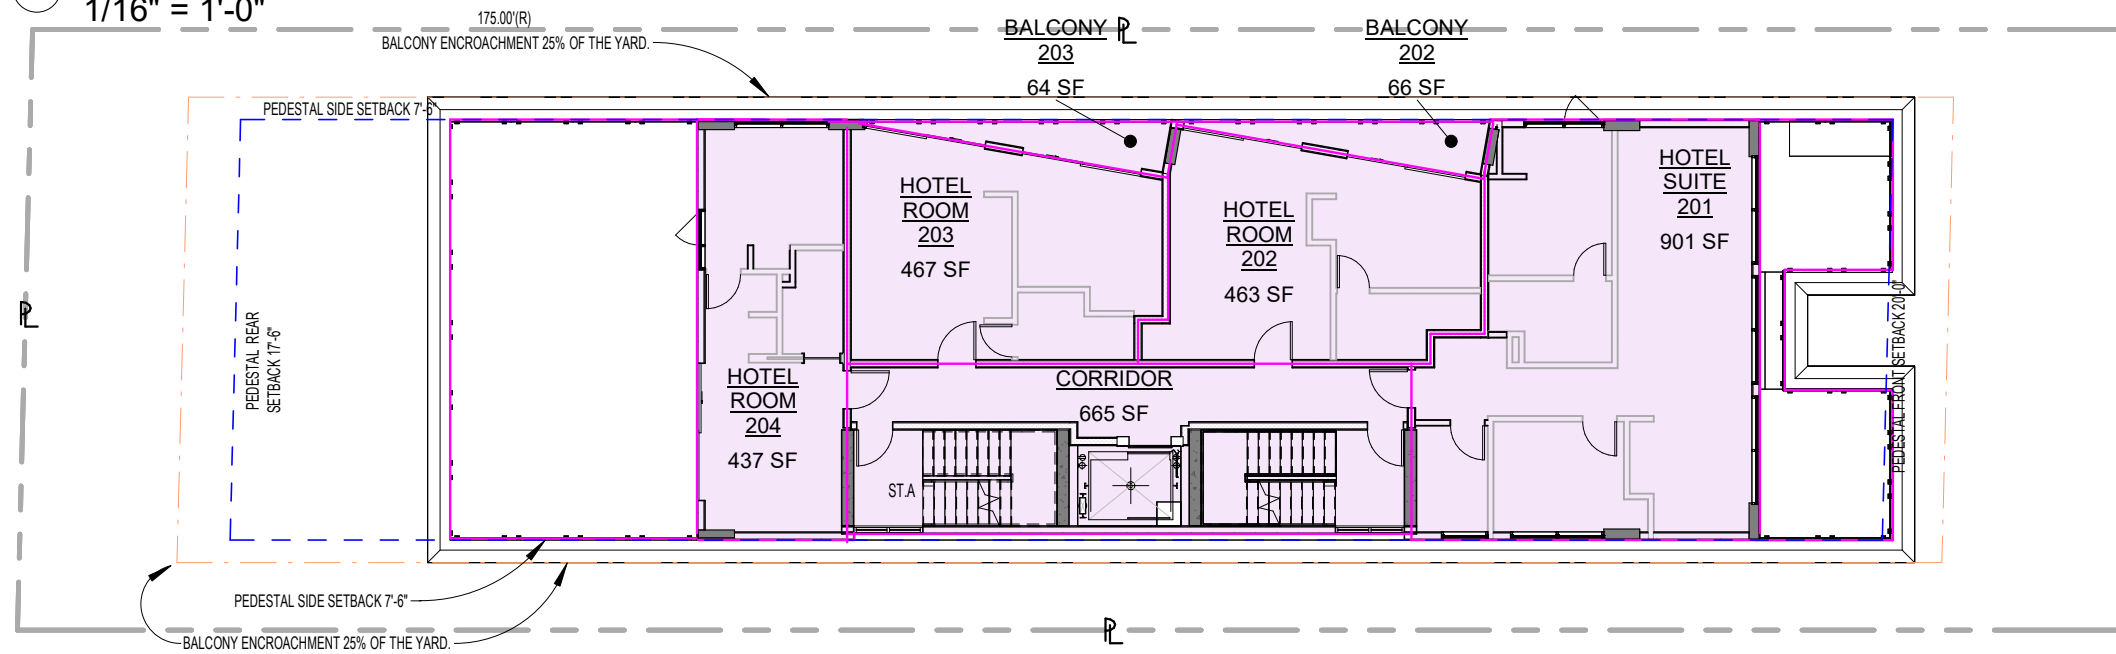 1/16" = 1'-0"
175.00'(R)
BALCONY ENCROACHMENT 25% OF THE YARD.
BALCONY
203
64 SF
PL
BALCONY
202
66 SF
PEDESTAL SIDE SETBACK 7'-6"
HOTEL
ROOM
203
467 SF
HOTEL
ROOM
202
463 SF
HOTEL
SUITE
201
901 SF
PL
PEDESTAL REAR
SETBACK 17'-6"
PEDESTAL FRONT SETBACK 20'-0"
HOTEL
ROOM
204
437 SF
CORRIDOR
665 SF
ST.A
PEDESTAL SIDE SETBACK 7'-6"
BALCONY ENCROACHMENT 25% OF THE YARD.
PL